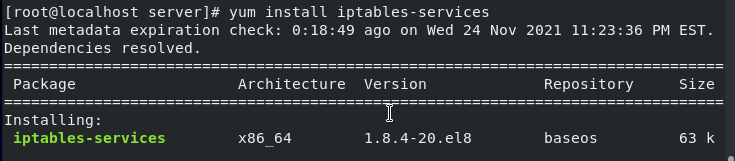 [root@localhost server]# yum install iptables-services
Last metadata expiration check: 0:18:49 ago on Wed 24 Nov 2021 11:23:36 PM EST.
Dependencies resolved.
================================================================================
 Package            Architecture  Version             Repository     Size
================================================================================
Installing:
 iptables-services        x86_64        1.8.4-20.el8        baseos         63 k